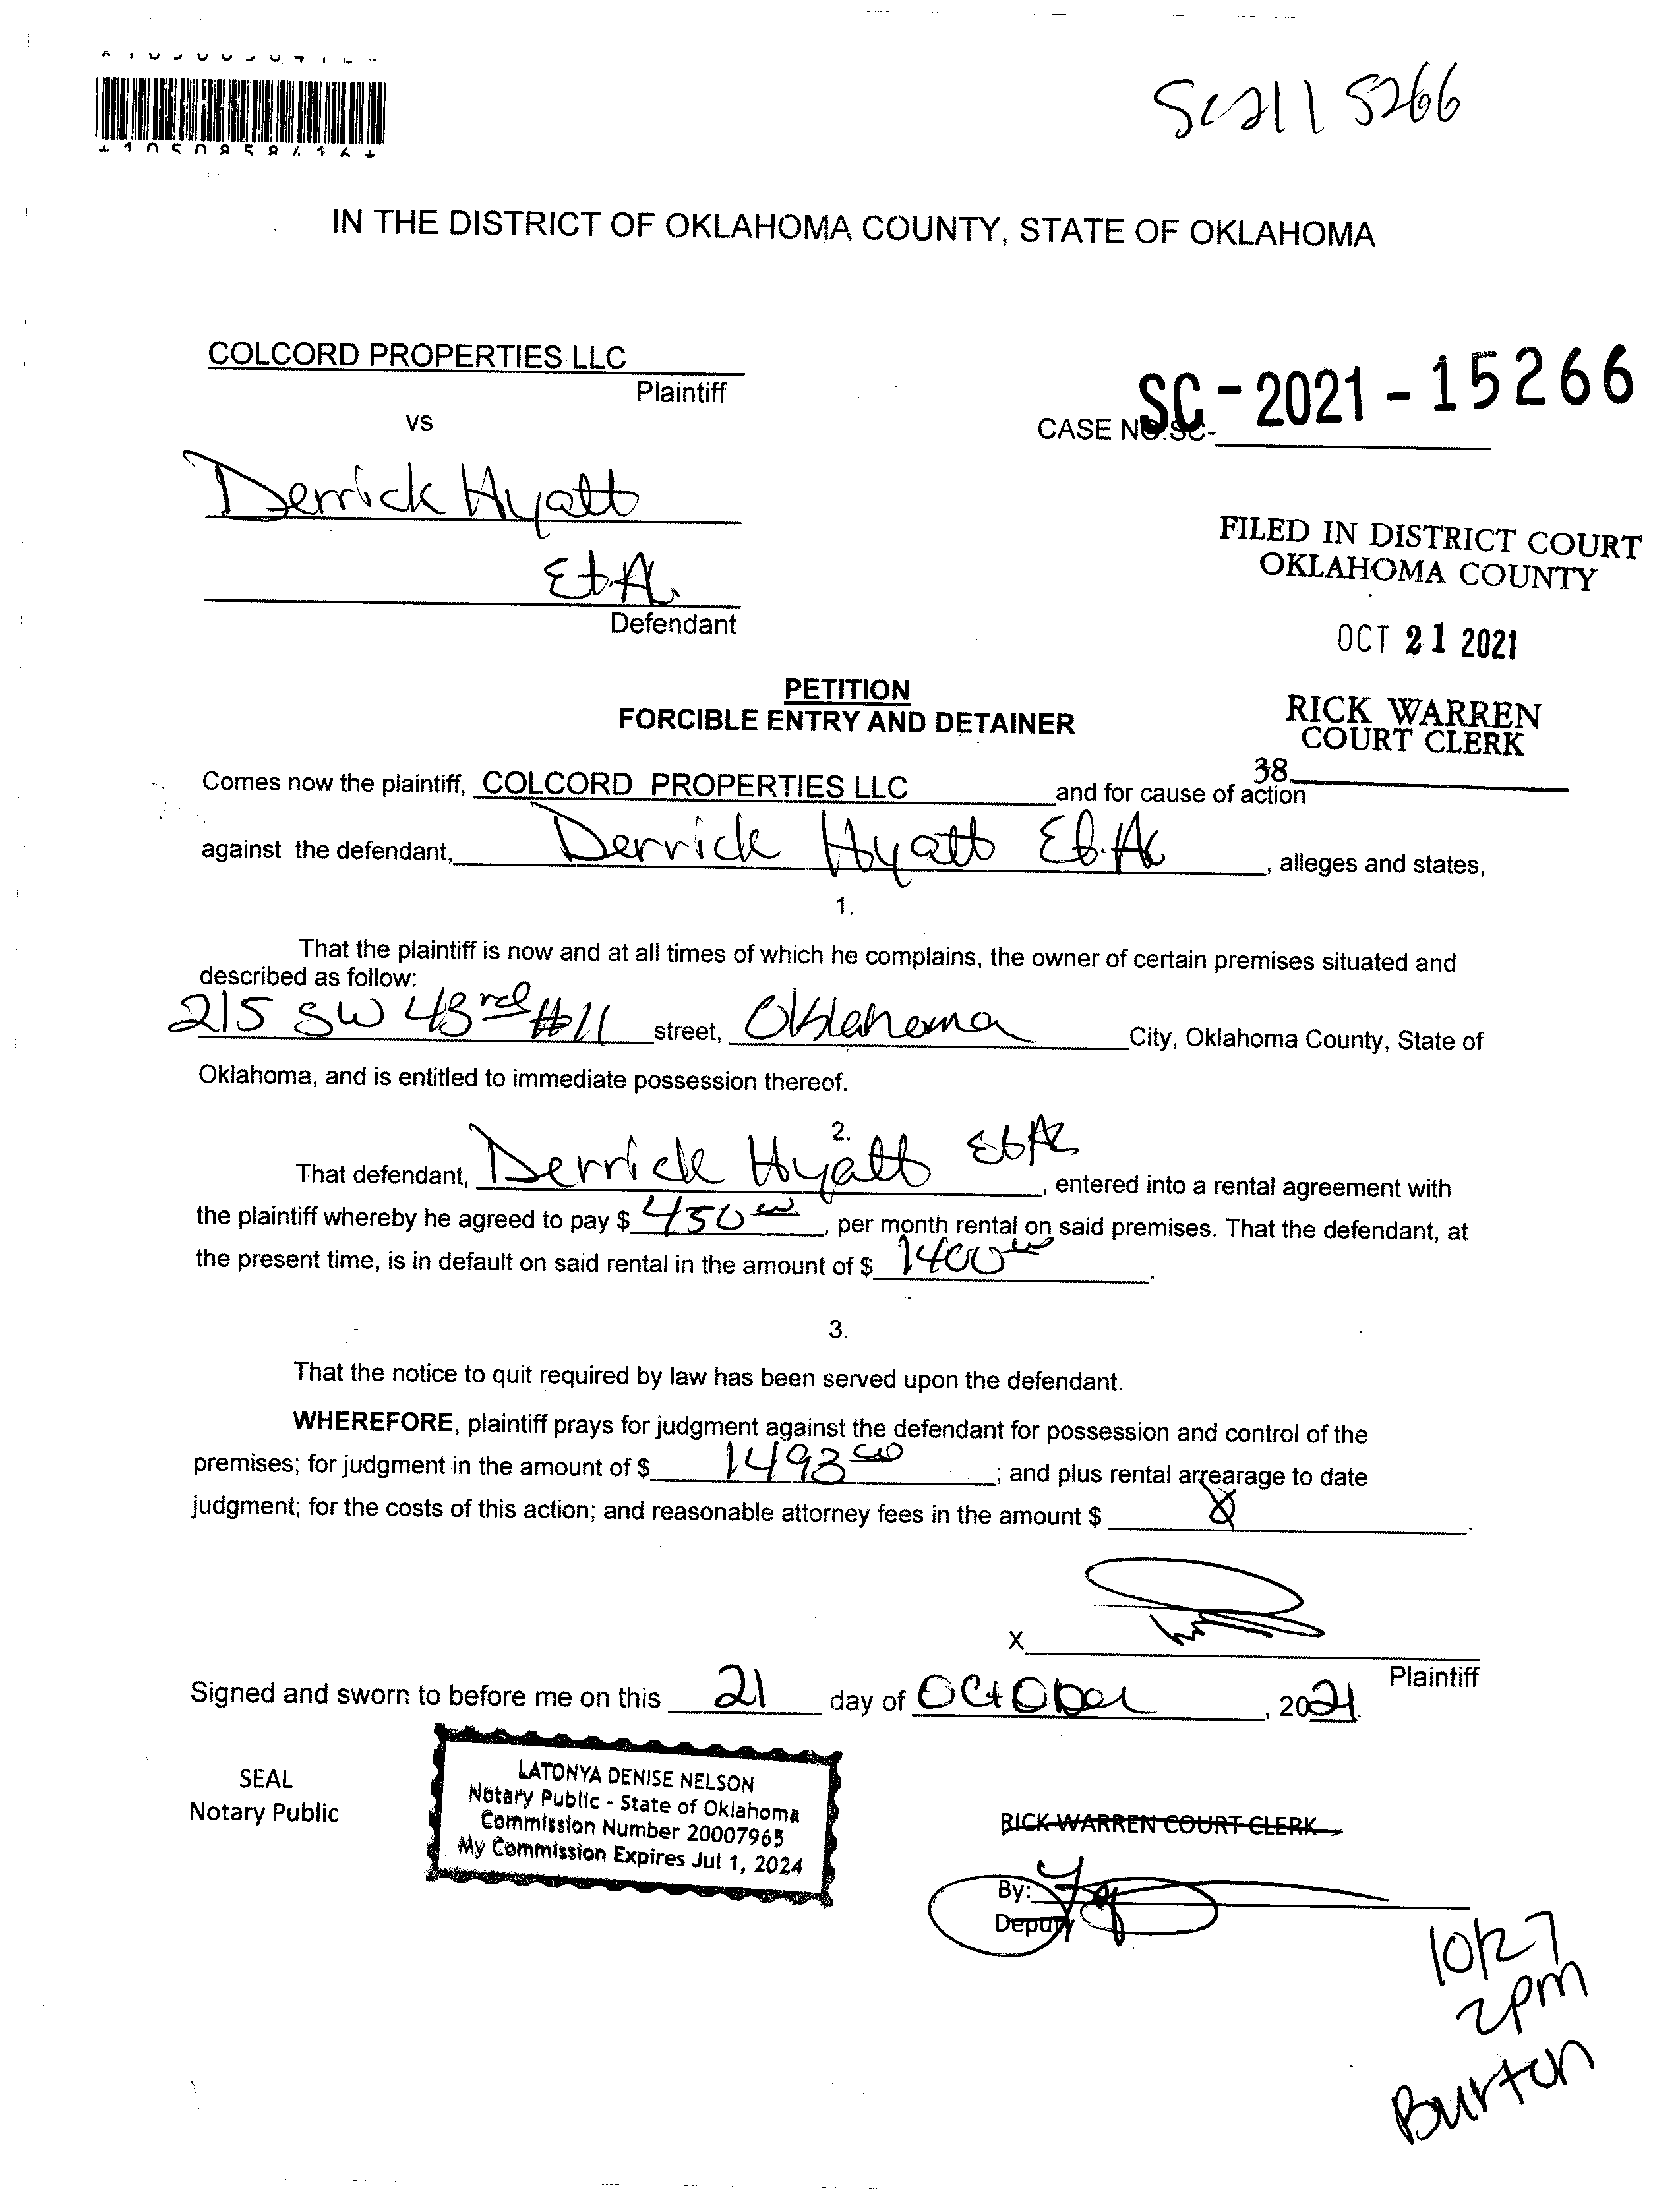 SC211 5266
IN THE DISTRICT OF OKLAHOMA COUNTY, STATE OF OKLAHOMA
COLCORD PROPERTIES LLC
Plaintiff
vs
CASE NO.SC-
SC-2021-15266
Derrick Hyatt
Et.Al.
Defendant
FILED IN DISTRICT COURT
OKLAHOMA COUNTY
OCT 21 2021
RICK WARREN
COURT CLERK
38
PETITION
FORCIBLE ENTRY AND DETAINER
Comes now the plaintiff, COLCORD PROPERTIES LLC and for cause of action
against the defendant, Derrick Hyatt Et.Al, alleges and states,
1.
That the plaintiff is now and at all times of which he complains, the owner of certain premises situated and
described as follow:
215 SW 43rd #11 street, Oklahoma City, Oklahoma County, State of
Oklahoma, and is entitled to immediate possession thereof.
2.
That defendant, Derrick Hyatt Et Al, entered into a rental agreement with
the plaintiff whereby he agreed to pay $ 450 00, per month rental on said premises. That the defendant, at
the present time, is in default on said rental in the amount of $ 1400 00.
3.
That the notice to quit required by law has been served upon the defendant.
WHEREFORE, plaintiff prays for judgment against the defendant for possession and control of the
premises; for judgment in the amount of $ 1493 00; and plus rental arrearage to date
judgment; for the costs of this action; and reasonable attorney fees in the amount $
X
Plaintiff
Signed and sworn to before me on this 21 day of October, 2021.
SEAL
Notary Public
LATONYA DENISE NELSON
Notary Public - State of Oklahoma
Commission Number 20007965
My Commission Expires Jul 1, 2024
RICK WARREN COURT CLERK
By:
Deputy
10/27
2pm
Burton